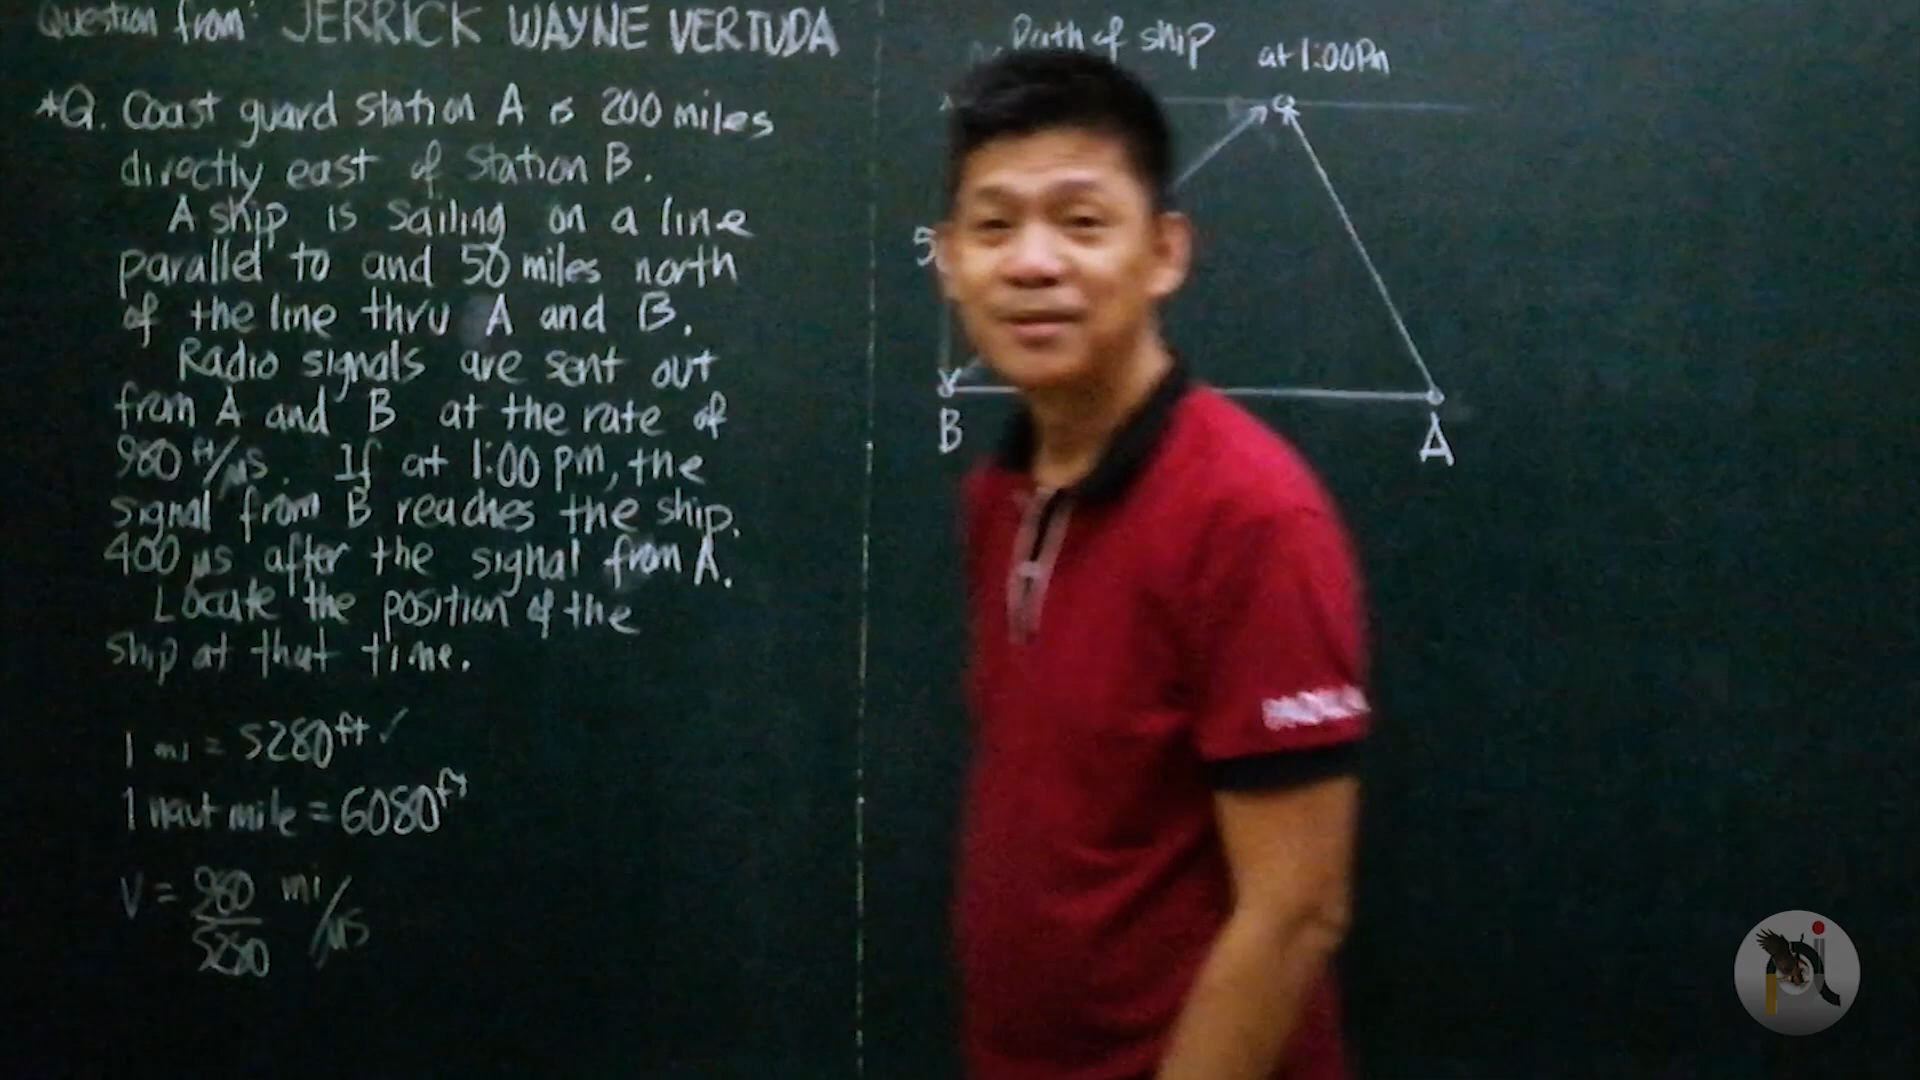 Question from: JERRICK WAYNE VERTUDA
*Q. Coast guard station A is 200 miles
directly east of station B.
A ship is sailing on a line
parallel to and 50 miles north
of the line thru A and B.
Radio signals are sent out
from A and B at the rate of
980 ft/μs. If at 1:00 pm, the
signal from B reaches the ship.
400 μs after the signal from A.
Locate the position of the
ship at that time.
1 mi = 5280 ft ✓
1 naut mile = 6080 ft
V = 980/5280 mi/μs
Path of ship
at 1:00 Pm
5
B
A